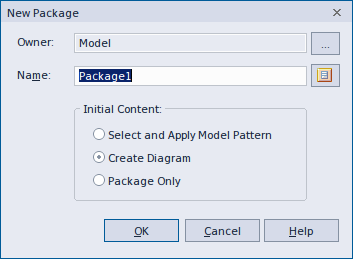 New Package
Owner: Model ...
Name: Package1
Initial Content:
Select and Apply Model Pattern
Create Diagram
Package Only
OK Cancel Help